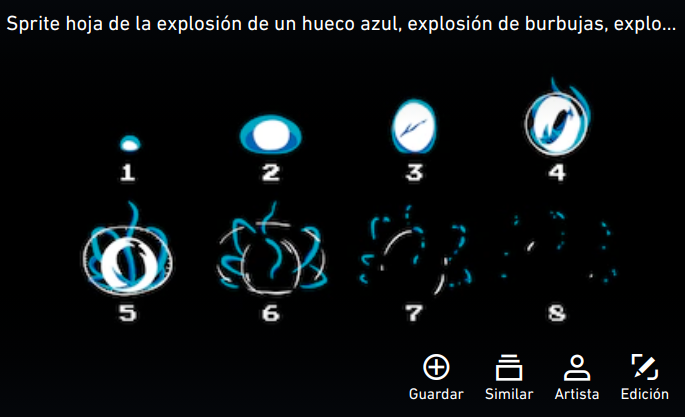 Sprite hoja de la explosión de un hueco azul, explosión de burbujas, explo...
1 2 3 4
5 6 7 8
Guardar Similar Artista Edición